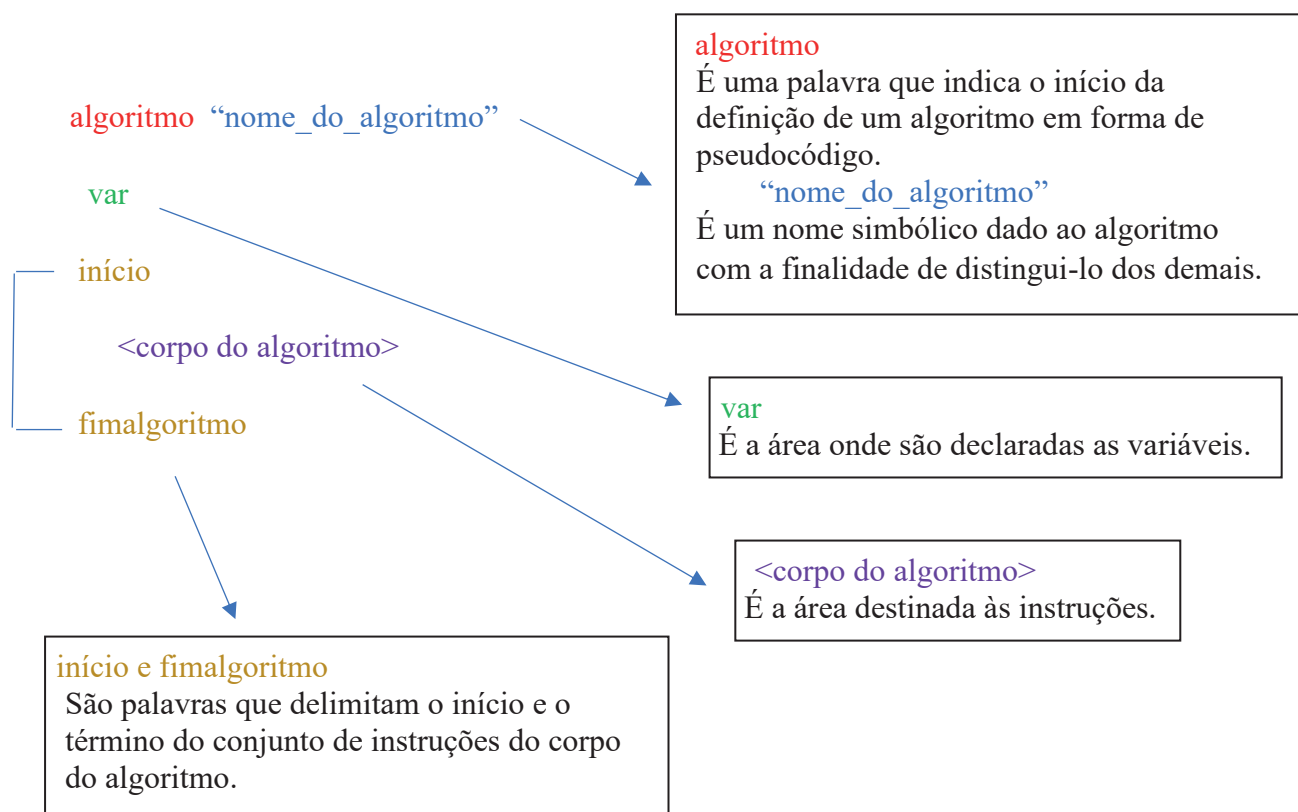 algoritmo “nome_do_algoritmo”
var
início
<corpo do algoritmo>
fimalgoritmo
algoritmo
É uma palavra que indica o início da
definição de um algoritmo em forma de
pseudocódigo.
“nome_do_algoritmo”
É um nome simbólico dado ao algoritmo
com a finalidade de distingui-lo dos demais.
var
É a área onde são declaradas as variáveis.
<corpo do algoritmo>
É a área destinada às instruções.
início e fimalgoritmo
São palavras que delimitam o início e o
término do conjunto de instruções do corpo
do algoritmo.